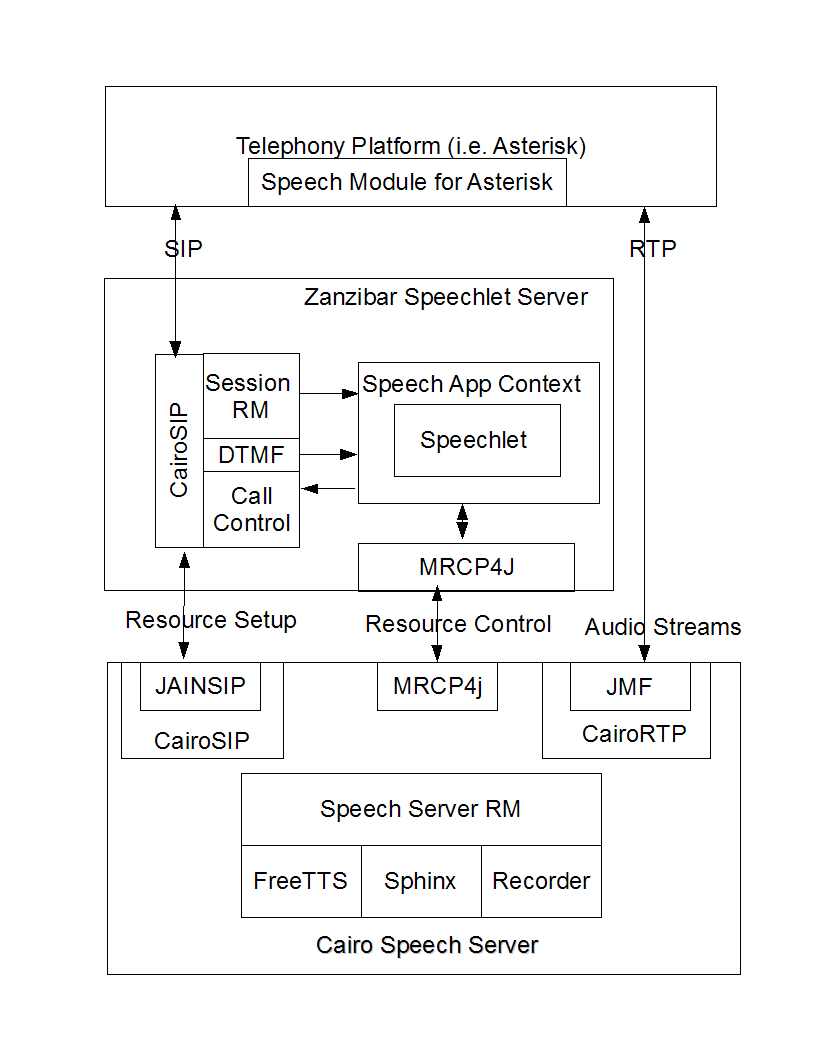 Telephony Platform (i.e. Asterisk)
Speech Module for Asterisk
SIP
RTP
Zanzibar Speechlet Server
CairoSIP
Session
RM
DTMF
Call
Control
Speech App Context
Speechlet
MRCP4J
Resource Setup
Resource Control
Audio Streams
JAINSIP
CairoSIP
MRCP4j
JMF
CairoRTP
Speech Server RM
FreeTTS
Sphinx
Recorder
Cairo Speech Server